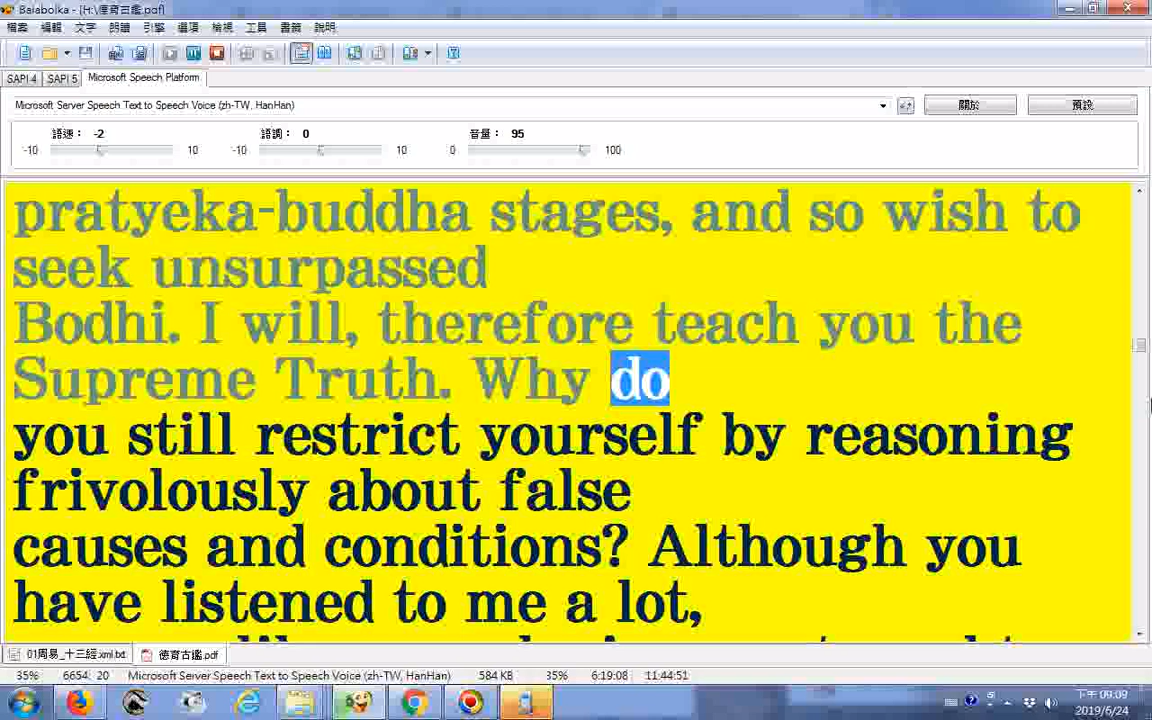 Balabolka - [H:\德育古鑑.pdf]
檔案 編輯 文字 朗讀 引擎 選項 檢視 工具 書籤 說明
SAPI 4 SAPI 5 Microsoft Speech Platform
Microsoft Server Speech Text to Speech Voice (zh-TW, HanHan) 關於 預設
語速： -2 語調： 0 音量： 95
-10 10 -10 10 0 100
pratyeka-buddha stages, and so wish to
seek unsurpassed
Bodhi. I will, therefore teach you the
Supreme Truth. Why do
you still restrict yourself by reasoning
frivolously about false
causes and conditions? Although you
have listened to me a lot,
01周易_十三經.xml.txt 德育古鑑.pdf
35% 6654 20 Microsoft Server Speech Text to Speech Voice (zh-TW, HanHan) 584 KB 35% 6:19:08 11:44:51
下午 09:09
2019/6/24